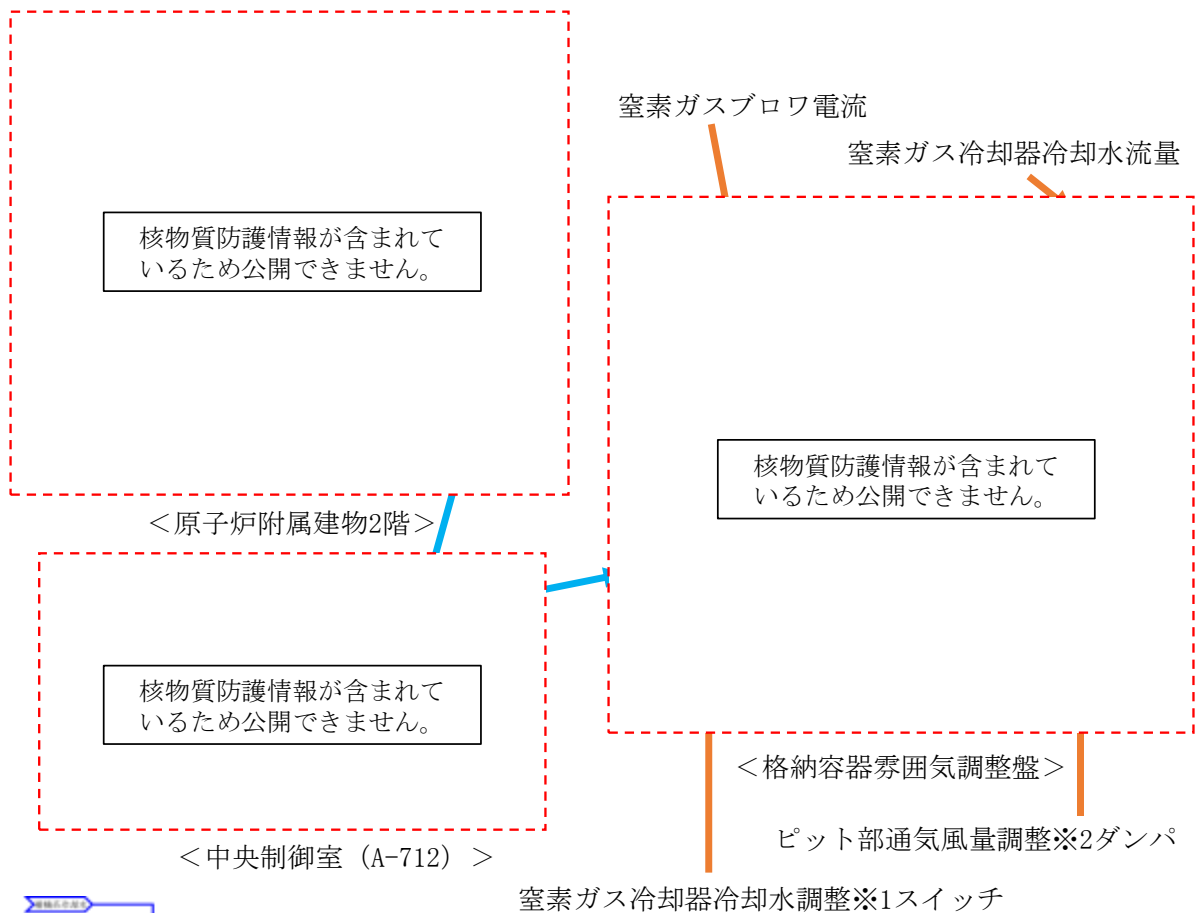 窒素ガスブロワ電流
窒素ガス冷却器冷却水流量
核物質防護情報が含まれて
いるため公開できません。
核物質防護情報が含まれて
いるため公開できません。
＜原子炉附属建物2階＞
核物質防護情報が含まれて
いるため公開できません。
＜格納容器雰囲気調整盤＞
ピット部通気風量調整※2ダンパ
＜中央制御室（A-712）＞
窒素ガス冷却器冷却水調整※1スイッチ